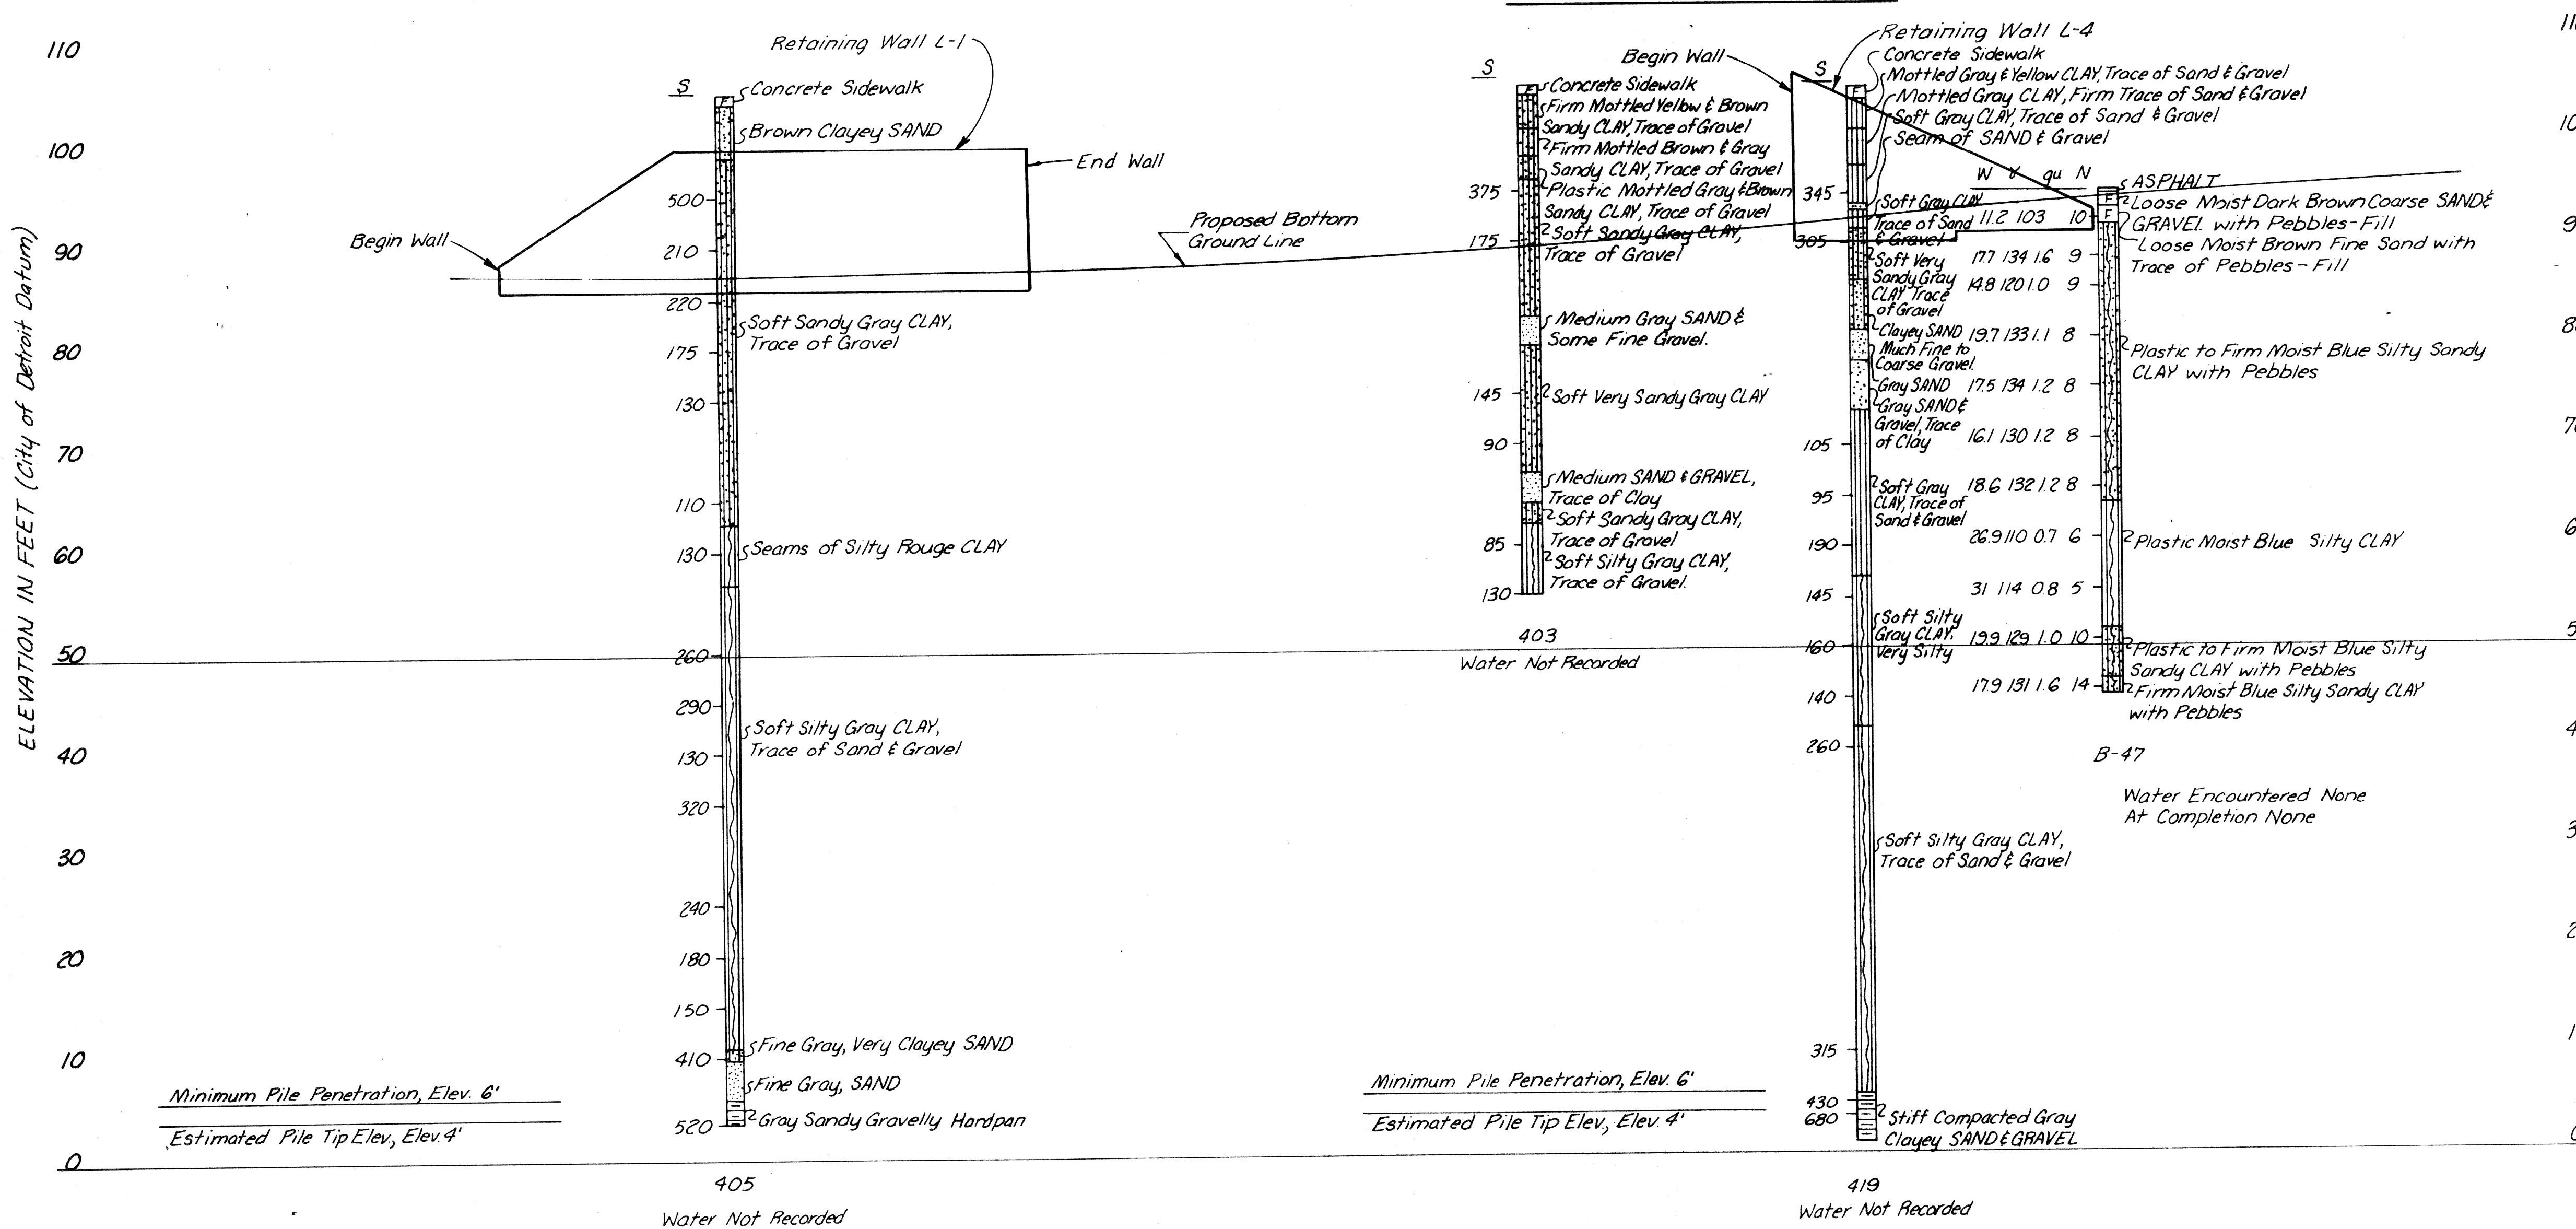 ELEVATION IN FEET (City of Detroit Datum)
110
100
90
80
70
60
50
40
30
20
10
0
Retaining Wall L-1
Begin Wall
End Wall
Proposed Bottom
Ground Line
S
Concrete Sidewalk
Brown Clayey SAND
500
210
220
Soft Sandy Gray CLAY,
Trace of Gravel
175
130
110
130
Seams of Silty Rouge CLAY
260
290
Soft Silty Gray CLAY,
Trace of Sand & Gravel
130
320
240
180
150
Fine Gray, Very Clayey SAND
410
Fine Gray, SAND
520
Gray Sandy Gravelly Hardpan
405
Water Not Recorded
Minimum Pile Penetration, Elev. 6'
Estimated Pile Tip Elev., Elev. 4'
S
Concrete Sidewalk
Firm Mottled Yellow & Brown
Sandy CLAY, Trace of Gravel
Firm Mottled Brown & Gray
Sandy CLAY, Trace of Gravel
375
Plastic Mottled Gray & Brown
Sandy CLAY, Trace of Gravel
175
Soft Sandy Gray CLAY,
Trace of Gravel
Medium Gray SAND &
Some Fine Gravel.
145
Soft Very Sandy Gray CLAY
90
Medium SAND & GRAVEL,
Trace of Clay
Soft Sandy Gray CLAY,
Trace of Gravel
85
Soft Silty Gray CLAY,
Trace of Gravel.
130
403
Water Not Recorded
Minimum Pile Penetration, Elev. 6'
Estimated Pile Tip Elev., Elev. 4'
Begin Wall
Retaining Wall L-4
S
Concrete Sidewalk
Mottled Gray & Yellow CLAY, Trace of Sand & Gravel
Mottled Gray CLAY, Firm Trace of Sand & Gravel
Soft Gray CLAY, Trace of Sand & Gravel
Seam of SAND & Gravel
345
Soft Gray CLAY
Trace of Sand
& Gravel
305
Soft Very
Sandy Gray
CLAY Trace
of Gravel
Clayey SAND
Much Fine to
Coarse Gravel.
Gray SAND
Gray SAND &
Gravel, Trace
of Clay
105
95
Soft Gray
CLAY, Trace of
Sand & Gravel
190
145
Soft Silty
Gray CLAY.
Very Silty
160
140
260
Soft Silty Gray CLAY,
Trace of Sand & Gravel
315
430
680
Stiff Compacted Gray
Clayey SAND & GRAVEL
419
Water Not Recorded
W γ qu N
11.2 103 10
17.7 134 1.6 9
14.8 120 1.0 9
19.7 133 1.1 8
17.5 134 1.2 8
16.1 130 1.2 8
18.6 132 1.2 8
26.9 110 0.7 6
31 114 0.8 5
19.9 129 1.0 10
17.9 131 1.6 14
ASPHALT
Loose Moist Dark Brown Coarse SAND &
GRAVEL with Pebbles - Fill
Loose Moist Brown Fine Sand with
Trace of Pebbles - Fill
Plastic to Firm Moist Blue Silty Sandy
CLAY with Pebbles
Plastic Moist Blue Silty CLAY
Plastic to Firm Moist Blue Silty
Sandy CLAY with Pebbles
Firm Moist Blue Silty Sandy CLAY
with Pebbles
B-47
Water Encountered None
At Completion None
F
F
F
F
F